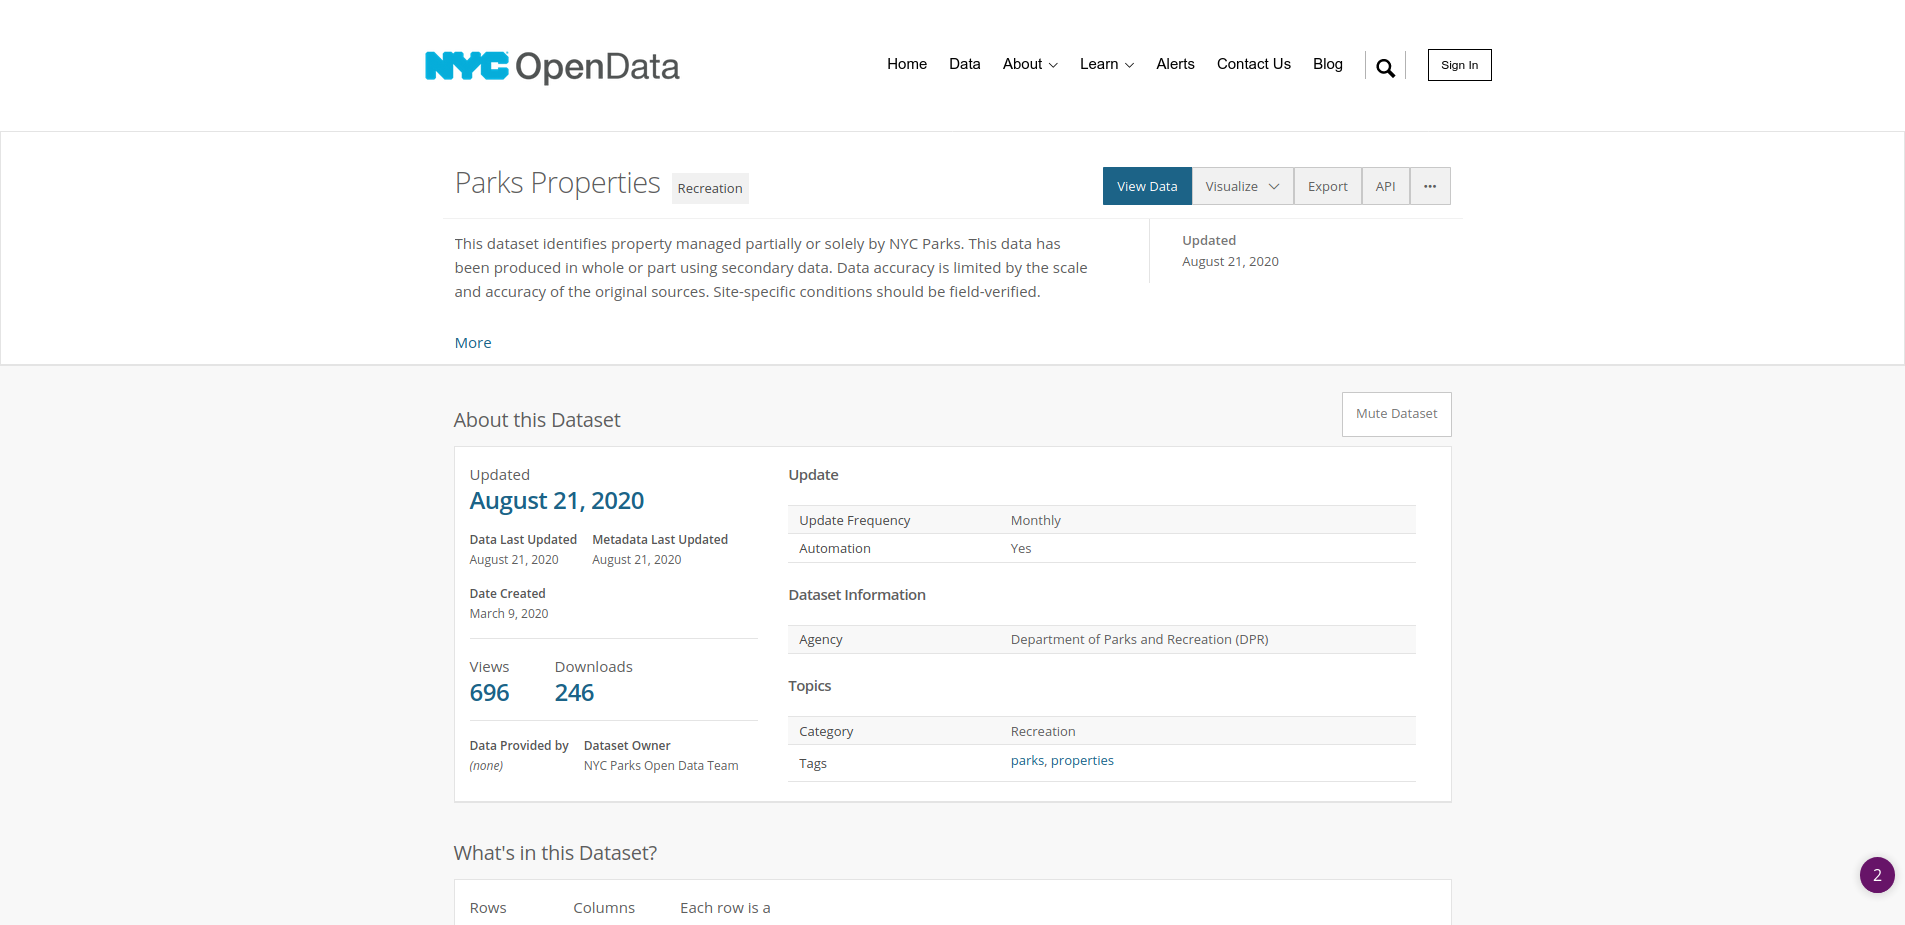 NYC OpenData
Home Data About Learn Alerts Contact Us Blog Sign In
Parks Properties Recreation
View Data Visualize Export API ···
This dataset identifies property managed partially or solely by NYC Parks. This data has
been produced in whole or part using secondary data. Data accuracy is limited by the scale
and accuracy of the original sources. Site-specific conditions should be field-verified.
More
Updated
August 21, 2020
About this Dataset
Mute Dataset
Updated
August 21, 2020
Data Last Updated Metadata Last Updated
August 21, 2020 August 21, 2020
Date Created
March 9, 2020
Views Downloads
696 246
Data Provided by Dataset Owner
(none) NYC Parks Open Data Team
Update
Update Frequency Monthly
Automation Yes
Dataset Information
Agency Department of Parks and Recreation (DPR)
Topics
Category Recreation
Tags parks, properties
What's in this Dataset?
Rows Columns Each row is a
2